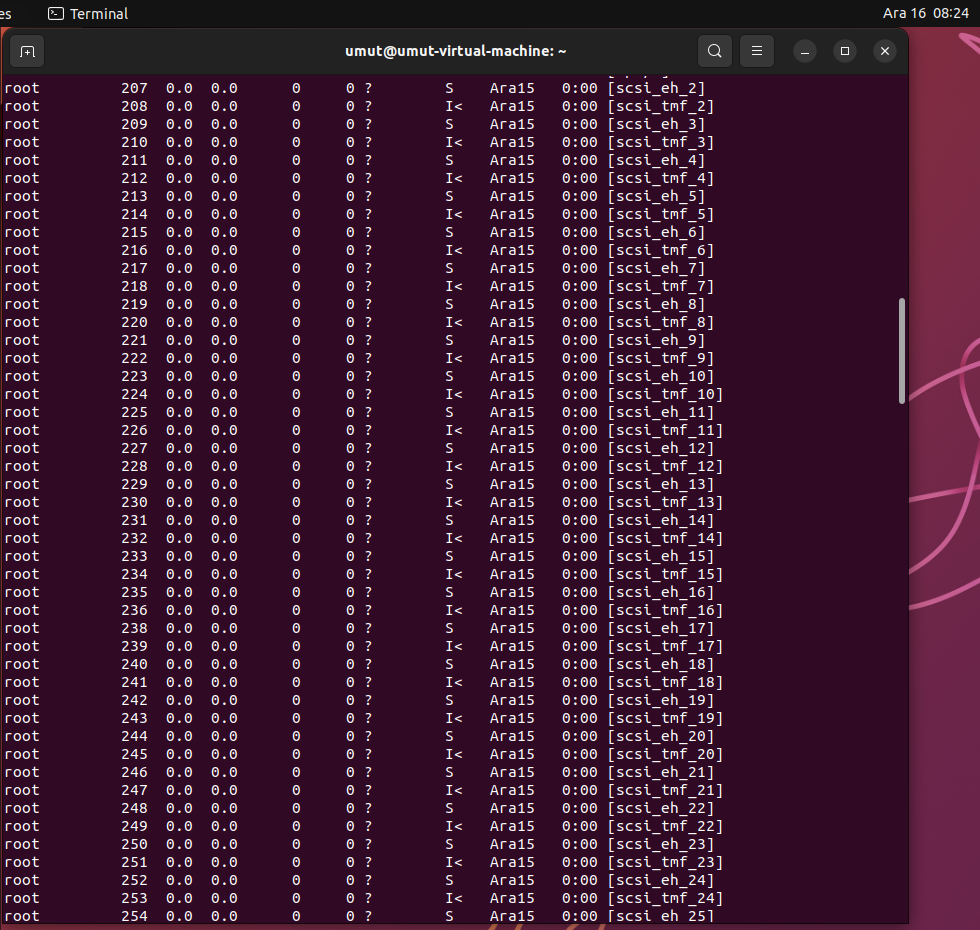 es Terminal Ara 16 08:24
umut@umut-virtual-machine: ~
root 207 0.0 0.0 0 0 ? S Ara15 0:00 [scsi_eh_2]
root 208 0.0 0.0 0 0 ? I< Ara15 0:00 [scsi_tmf_2]
root 209 0.0 0.0 0 0 ? S Ara15 0:00 [scsi_eh_3]
root 210 0.0 0.0 0 0 ? I< Ara15 0:00 [scsi_tmf_3]
root 211 0.0 0.0 0 0 ? S Ara15 0:00 [scsi_eh_4]
root 212 0.0 0.0 0 0 ? I< Ara15 0:00 [scsi_tmf_4]
root 213 0.0 0.0 0 0 ? S Ara15 0:00 [scsi_eh_5]
root 214 0.0 0.0 0 0 ? I< Ara15 0:00 [scsi_tmf_5]
root 215 0.0 0.0 0 0 ? S Ara15 0:00 [scsi_eh_6]
root 216 0.0 0.0 0 0 ? I< Ara15 0:00 [scsi_tmf_6]
root 217 0.0 0.0 0 0 ? S Ara15 0:00 [scsi_eh_7]
root 218 0.0 0.0 0 0 ? I< Ara15 0:00 [scsi_tmf_7]
root 219 0.0 0.0 0 0 ? S Ara15 0:00 [scsi_eh_8]
root 220 0.0 0.0 0 0 ? I< Ara15 0:00 [scsi_tmf_8]
root 221 0.0 0.0 0 0 ? S Ara15 0:00 [scsi_eh_9]
root 222 0.0 0.0 0 0 ? I< Ara15 0:00 [scsi_tmf_9]
root 223 0.0 0.0 0 0 ? S Ara15 0:00 [scsi_eh_10]
root 224 0.0 0.0 0 0 ? I< Ara15 0:00 [scsi_tmf_10]
root 225 0.0 0.0 0 0 ? S Ara15 0:00 [scsi_eh_11]
root 226 0.0 0.0 0 0 ? I< Ara15 0:00 [scsi_tmf_11]
root 227 0.0 0.0 0 0 ? S Ara15 0:00 [scsi_eh_12]
root 228 0.0 0.0 0 0 ? I< Ara15 0:00 [scsi_tmf_12]
root 229 0.0 0.0 0 0 ? S Ara15 0:00 [scsi_eh_13]
root 230 0.0 0.0 0 0 ? I< Ara15 0:00 [scsi_tmf_13]
root 231 0.0 0.0 0 0 ? S Ara15 0:00 [scsi_eh_14]
root 232 0.0 0.0 0 0 ? I< Ara15 0:00 [scsi_tmf_14]
root 233 0.0 0.0 0 0 ? S Ara15 0:00 [scsi_eh_15]
root 234 0.0 0.0 0 0 ? I< Ara15 0:00 [scsi_tmf_15]
root 235 0.0 0.0 0 0 ? S Ara15 0:00 [scsi_eh_16]
root 236 0.0 0.0 0 0 ? I< Ara15 0:00 [scsi_tmf_16]
root 238 0.0 0.0 0 0 ? S Ara15 0:00 [scsi_eh_17]
root 239 0.0 0.0 0 0 ? I< Ara15 0:00 [scsi_tmf_17]
root 240 0.0 0.0 0 0 ? S Ara15 0:00 [scsi_eh_18]
root 241 0.0 0.0 0 0 ? I< Ara15 0:00 [scsi_tmf_18]
root 242 0.0 0.0 0 0 ? S Ara15 0:00 [scsi_eh_19]
root 243 0.0 0.0 0 0 ? I< Ara15 0:00 [scsi_tmf_19]
root 244 0.0 0.0 0 0 ? S Ara15 0:00 [scsi_eh_20]
root 245 0.0 0.0 0 0 ? I< Ara15 0:00 [scsi_tmf_20]
root 246 0.0 0.0 0 0 ? S Ara15 0:00 [scsi_eh_21]
root 247 0.0 0.0 0 0 ? I< Ara15 0:00 [scsi_tmf_21]
root 248 0.0 0.0 0 0 ? S Ara15 0:00 [scsi_eh_22]
root 249 0.0 0.0 0 0 ? I< Ara15 0:00 [scsi_tmf_22]
root 250 0.0 0.0 0 0 ? S Ara15 0:00 [scsi_eh_23]
root 251 0.0 0.0 0 0 ? I< Ara15 0:00 [scsi_tmf_23]
root 252 0.0 0.0 0 0 ? S Ara15 0:00 [scsi_eh_24]
root 253 0.0 0.0 0 0 ? I< Ara15 0:00 [scsi_tmf_24]
root 254 0.0 0.0 0 0 ? S Ara15 0:00 [scsi_eh_25]